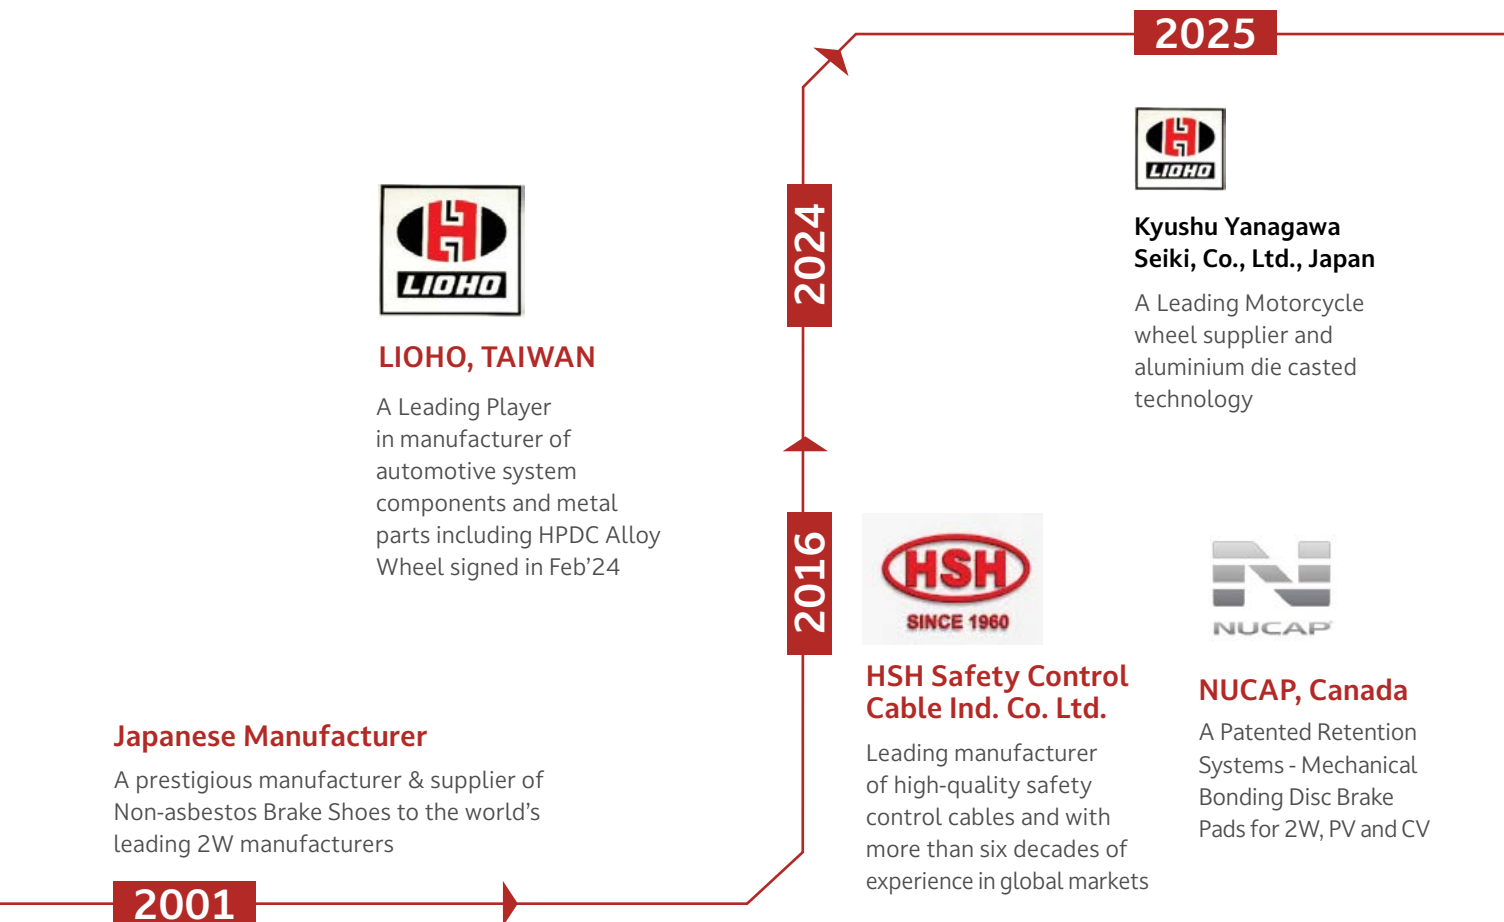 2025
LIOHO
Kyushu Yanagawa
Seiki, Co., Ltd., Japan
A Leading Motorcycle
wheel supplier and
aluminium die casted
technology
2024
LIOHO
LIOHO, TAIWAN
A Leading Player
in manufacturer of
automotive system
components and metal
parts including HPDC Alloy
Wheel signed in Feb’24
2016
HSH
SINCE 1960
HSH Safety Control
Cable Ind. Co. Ltd.
Leading manufacturer
of high-quality safety
control cables and with
more than six decades of
experience in global markets
NUCAP
NUCAP, Canada
A Patented Retention
Systems - Mechanical
Bonding Disc Brake
Pads for 2W, PV and CV
Japanese Manufacturer
A prestigious manufacturer & supplier of
Non-asbestos Brake Shoes to the world’s
leading 2W manufacturers
2001